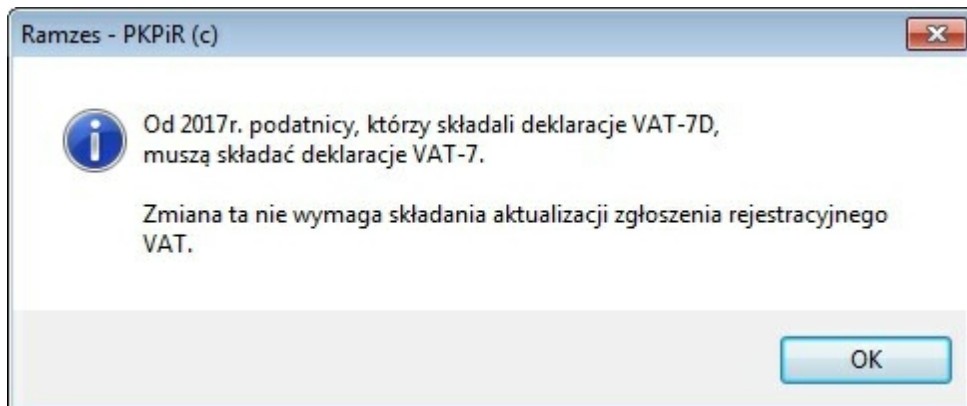 Ramzes - PKPiR (c)
Od 2017r. podatnicy, którzy składali deklaracje VAT-7D,
muszą składać deklaracje VAT-7.
Zmiana ta nie wymaga składania aktualizacji zgłoszenia rejestracyjnego
VAT.
OK